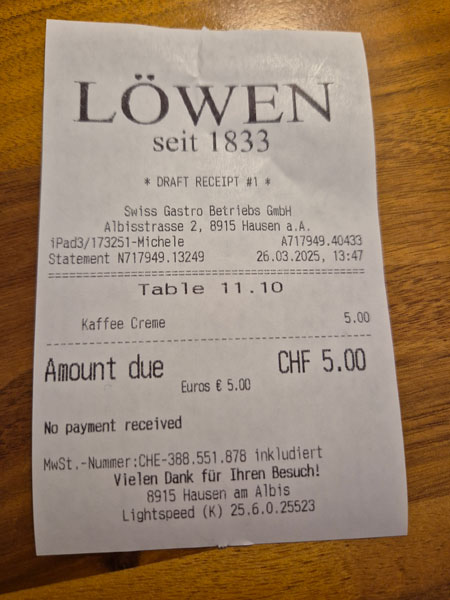 LÖWEN
seit 1833
* DRAFT RECEIPT #1 *
Swiss Gastro Betriebs GmbH
Albisstrasse 2, 8915 Hausen a.A.
iPad3/173251-Michele A717949.40433
Statement N717949.13249 26.03.2025, 13:47
Table 11.10
Kaffee Creme 5.00
Amount due CHF 5.00
Euros € 5.00
No payment received
MwSt.-Nummer:CHE-388.551.878 inkludiert
Vielen Dank für Ihren Besuch!
8915 Hausen am Albis
Lightspeed (K) 25.6.0.25523